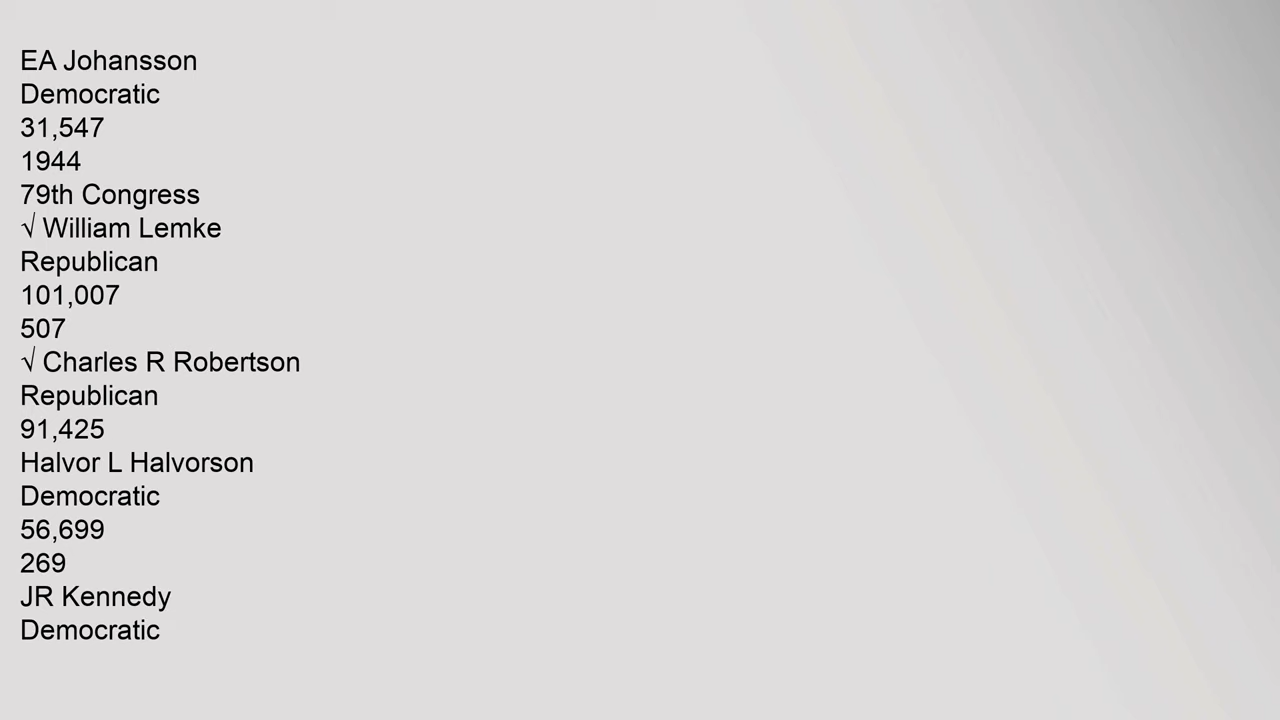 EA Johansson
Democratic
31,547
1944
79th Congress
√ William Lemke
Republican
101,007
507
√ Charles R Robertson
Republican
91,425
Halvor L Halvorson
Democratic
56,699
269
JR Kennedy
Democratic